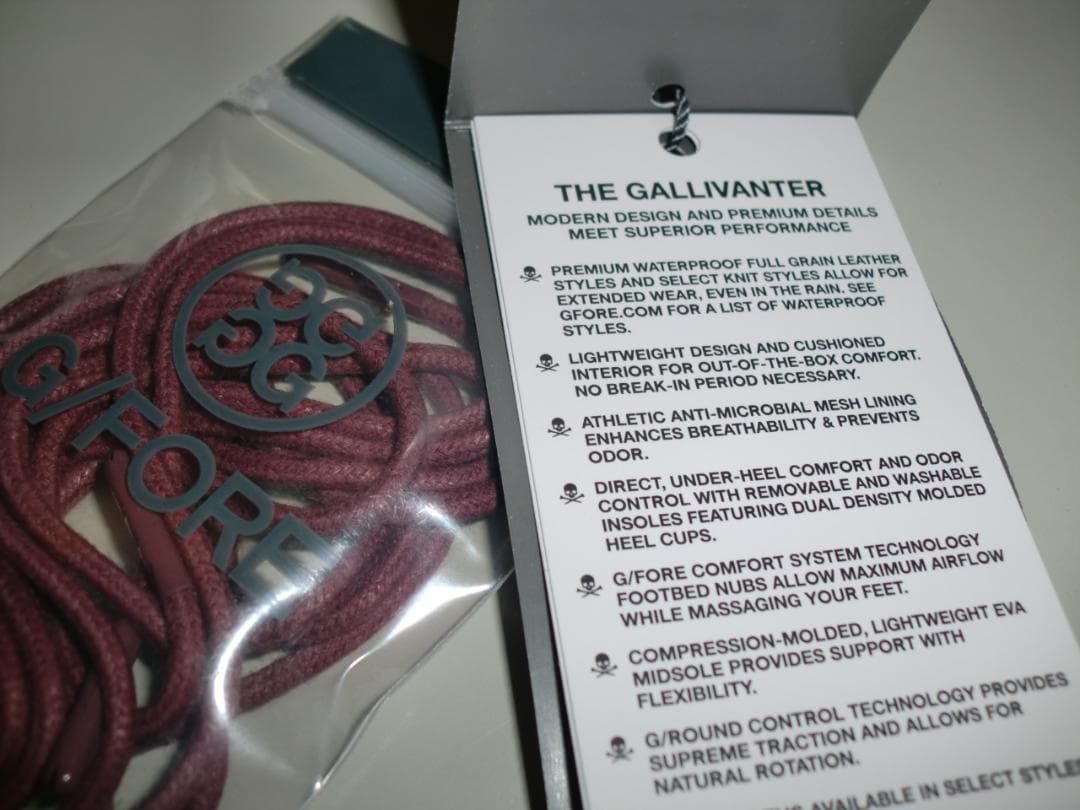 G/FORE
THE GALLIVANTER
MODERN DESIGN AND PREMIUM DETAILS
MEET SUPERIOR PERFORMANCE
PREMIUM WATERPROOF FULL GRAIN LEATHER
STYLES AND SELECT KNIT STYLES ALLOW FOR
EXTENDED WEAR, EVEN IN THE RAIN. SEE
GFORE.COM FOR A LIST OF WATERPROOF
STYLES.
LIGHTWEIGHT DESIGN AND CUSHIONED
INTERIOR FOR OUT-OF-THE-BOX COMFORT.
NO BREAK-IN PERIOD NECESSARY.
ATHLETIC ANTI-MICROBIAL MESH LINING
ENHANCES BREATHABILITY & PREVENTS
ODOR.
DIRECT, UNDER-HEEL COMFORT AND ODOR
CONTROL WITH REMOVABLE AND WASHABLE
INSOLES FEATURING DUAL DENSITY MOLDED
HEEL CUPS.
G/FORE COMFORT SYSTEM TECHNOLOGY
FOOTBED NUBS ALLOW MAXIMUM AIRFLOW
WHILE MASSAGING YOUR FEET.
COMPRESSION-MOLDED, LIGHTWEIGHT EVA
MIDSOLE PROVIDES SUPPORT WITH
FLEXIBILITY.
G/ROUND CONTROL TECHNOLOGY PROVIDES
SUPREME TRACTION AND ALLOWS FOR
NATURAL ROTATION.
AVAILABLE IN SELECT STYLES